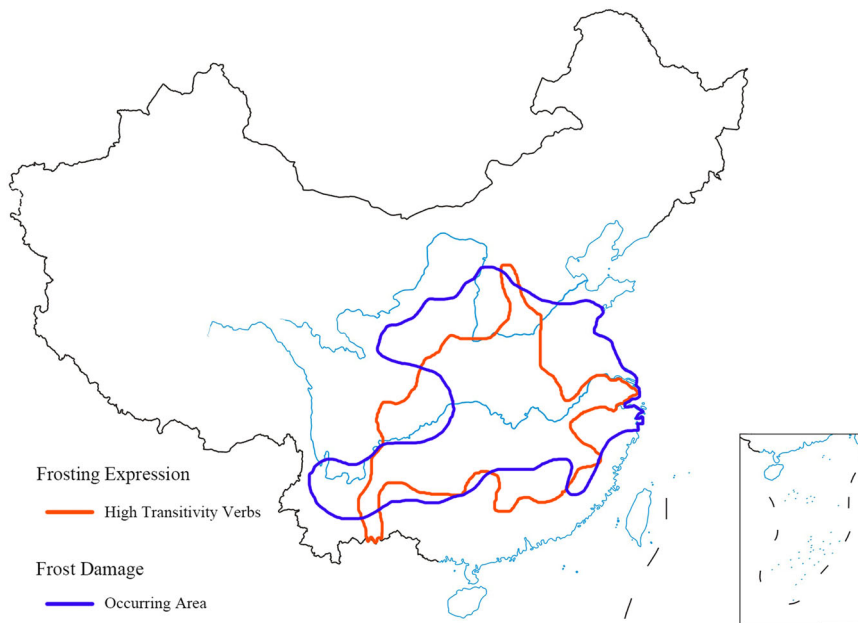 Frosting Expression
High Transitivity Verbs
Frost Damage
Occurring Area